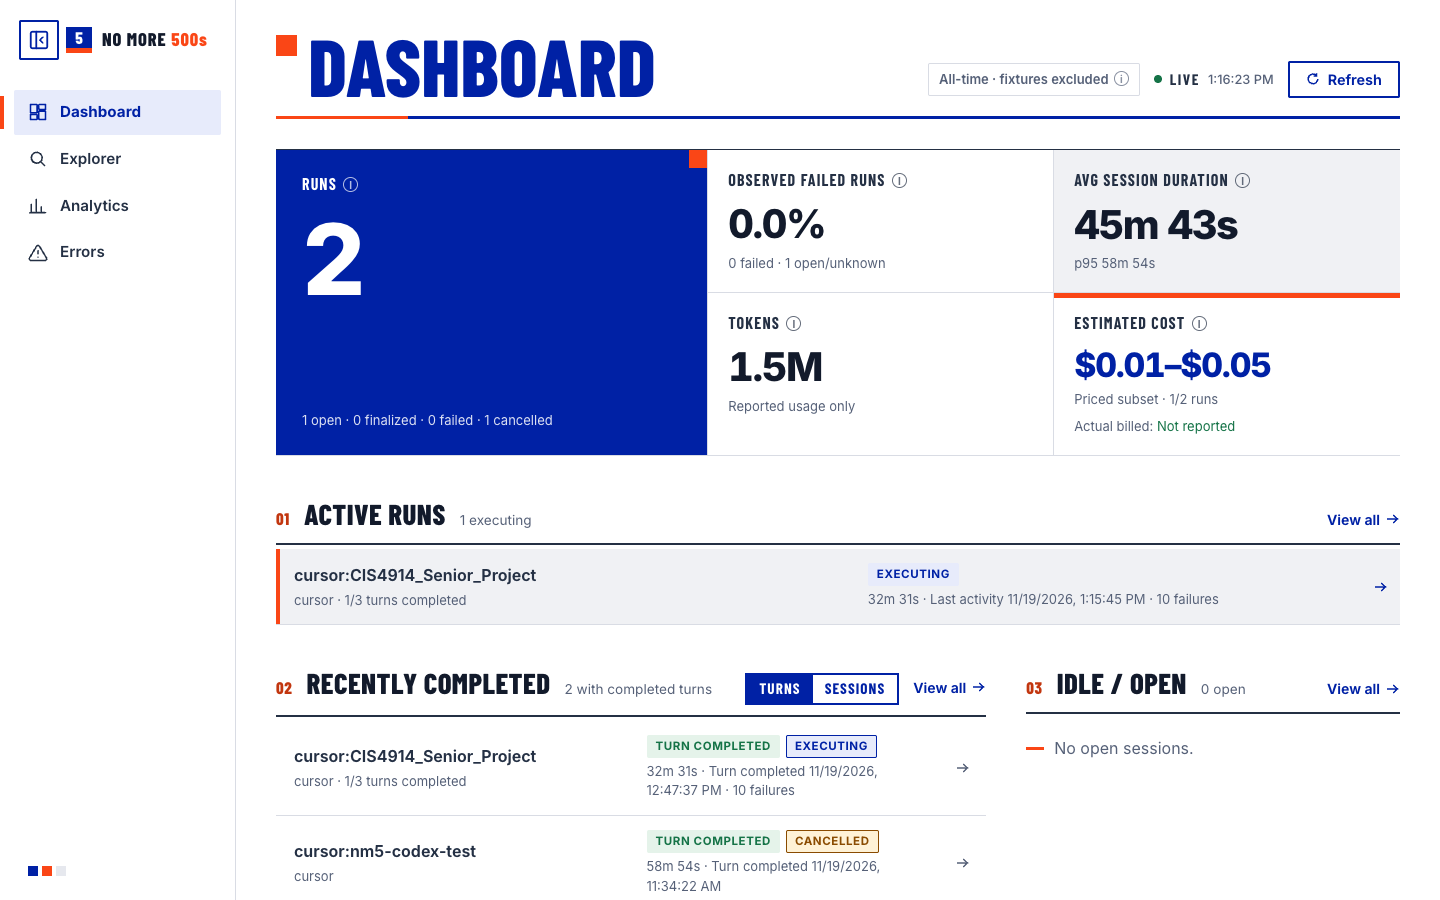 5
NO MORE 500s
Dashboard
Explorer
Analytics
Errors
DASHBOARD
All-time · fixtures excluded
LIVE 1:16:23 PM
Refresh
RUNS
2
1 open · 0 finalized · 0 failed · 1 cancelled
OBSERVED FAILED RUNS
0.0%
0 failed · 1 open/unknown
AVG SESSION DURATION
45m 43s
p95 58m 54s
TOKENS
1.5M
Reported usage only
ESTIMATED COST
$0.01–$0.05
Priced subset · 1/2 runs
Actual billed: Not reported
01 ACTIVE RUNS 1 executing
View all
cursor:CIS4914_Senior_Project
cursor · 1/3 turns completed
EXECUTING
32m 31s · Last activity 11/19/2026, 1:15:45 PM · 10 failures
02 RECENTLY COMPLETED 2 with completed turns
TURNS SESSIONS
View all
cursor:CIS4914_Senior_Project
cursor · 1/3 turns completed
TURN COMPLETED EXECUTING
32m 31s · Turn completed 11/19/2026,
12:47:37 PM · 10 failures
cursor:nm5-codex-test
cursor
TURN COMPLETED CANCELLED
58m 54s · Turn completed 11/19/2026,
11:34:22 AM
03 IDLE / OPEN 0 open
View all
No open sessions.